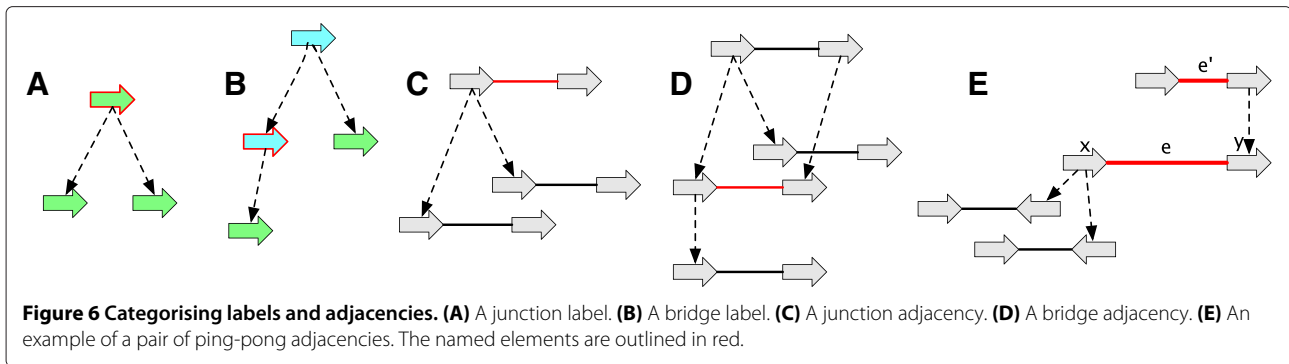 A B C D E
e'
x e y
Figure 6 Categorising labels and adjacencies. (A) A junction label. (B) A bridge label. (C) A junction adjacency. (D) A bridge adjacency. (E) An
example of a pair of ping-pong adjacencies. The named elements are outlined in red.